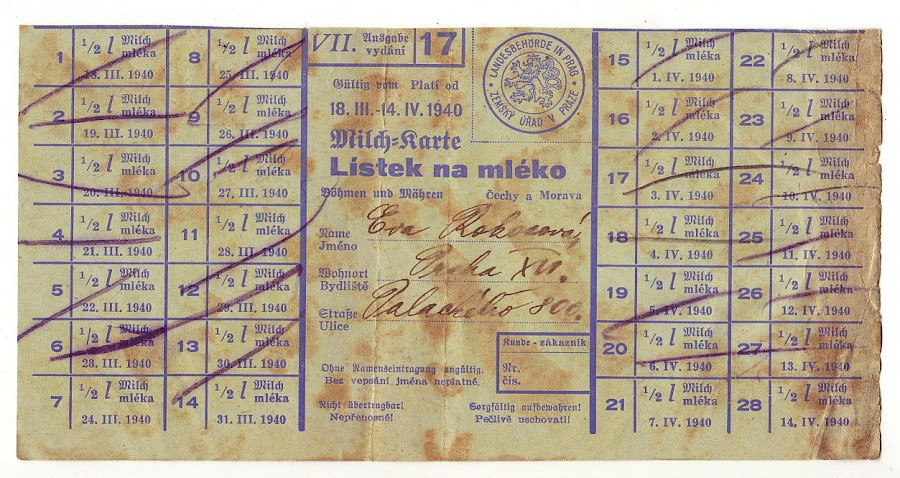 1 1/2 l Milch mléka 18. III. 1940
2 1/2 l Milch mléka 19. III. 1940
3 1/2 l Milch mléka 20. III. 1940
4 1/2 l Milch mléka 21. III. 1940
5 1/2 l Milch mléka 22. III. 1940
6 1/2 l Milch mléka 23. III. 1940
7 1/2 l Milch mléka 24. III. 1940
8 1/2 l Milch mléka 25. III. 1940
9 1/2 l Milch mléka 26. III. 1940
10 1/2 l Milch mléka 27. III. 1940
11 1/2 l Milch mléka 28. III. 1940
12 1/2 l Milch mléka 29. III. 1940
13 1/2 l Milch mléka 30. III. 1940
14 1/2 l Milch mléka 31. III. 1940
VII. Ausgabe vydání 17
LANDESBEHÖRDE IN PRAG
ZEMSKÝ ÚŘAD V PRAZE
Gültig vom Platí od
18. III.-14. IV. 1940
Milch-Karte
Lístek na mléko
Böhmen und Mähren Čechy a Morava
Name
Jméno
Eva
Wohnort
Bydliště
Praha XII.
Straße
Ulice
Palackého 800.
Kunde - zákazník
Nr.
čís.
Ohne Namenseintragung ungültig.
Bez vepsání jména neplatné.
Nicht übertragbar!
Nepřenosné!
Sorgfältig aufbewahren!
Pečlivě uschovati!
15 1/2 l Milch mléka 1. IV. 1940
16 1/2 l Milch mléka 2. IV. 1940
17 1/2 l Milch mléka 3. IV. 1940
18 1/2 l Milch mléka 4. IV. 1940
19 1/2 l Milch mléka 5. IV. 1940
20 1/2 l Milch mléka 6. IV. 1940
21 1/2 l Milch mléka 7. IV. 1940
22 1/2 l Milch mléka 8. IV. 1940
23 1/2 l Milch mléka 9. IV. 1940
24 1/2 l Milch mléka 10. IV. 1940
25 1/2 l Milch mléka 11. IV. 1940
26 1/2 l Milch mléka 12. IV. 1940
27 1/2 l Milch mléka 13. IV. 1940
28 1/2 l Milch mléka 14. IV. 1940